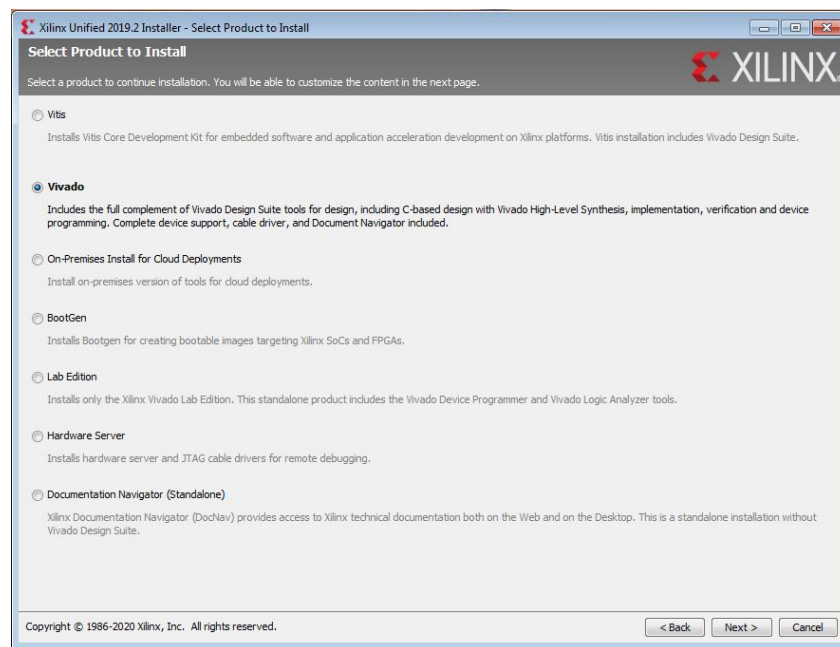 Xilinx Unified 2019.2 Installer - Select Product to Install
Select Product to Install
Select a product to continue installation. You will be able to customize the content in the next page.
XILINX
Vitis
Installs Vitis Core Development Kit for embedded software and application acceleration development on Xilinx platforms. Vitis installation includes Vivado Design Suite.
Vivado
Includes the full complement of Vivado Design Suite tools for design, including C-based design with Vivado High-Level Synthesis, implementation, verification and device
programming. Complete device support, cable driver, and Document Navigator included.
On-Premises Install for Cloud Deployments
Install on-premises version of tools for cloud deployments.
BootGen
Installs Bootgen for creating bootable images targeting Xilinx SoCs and FPGAs.
Lab Edition
Installs only the Xilinx Vivado Lab Edition. This standalone product includes the Vivado Device Programmer and Vivado Logic Analyzer tools.
Hardware Server
Installs hardware server and JTAG cable drivers for remote debugging.
Documentation Navigator (Standalone)
Xilinx Documentation Navigator (DocNav) provides access to Xilinx technical documentation both on the Web and on the Desktop. This is a standalone installation without
Vivado Design Suite.
Copyright © 1986-2020 Xilinx, Inc. All rights reserved.
< Back Next > Cancel